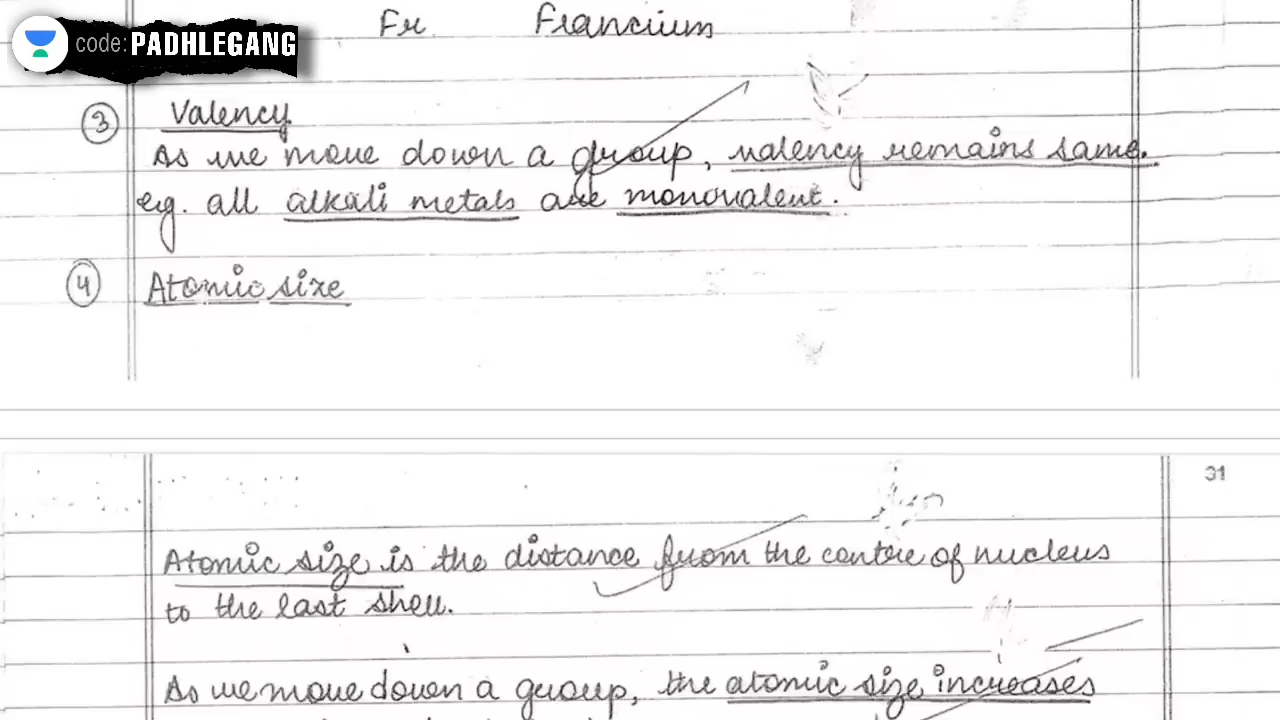 code: PADHLEGANG
Fr Francium
3 Valency
As we move down a group, valency remains same.
eg. all alkali metals are monovalent.
4 Atomic size
31
Atomic size is the distance from the centre of nucleus
to the last shell.
As we move down a group, the atomic size increases